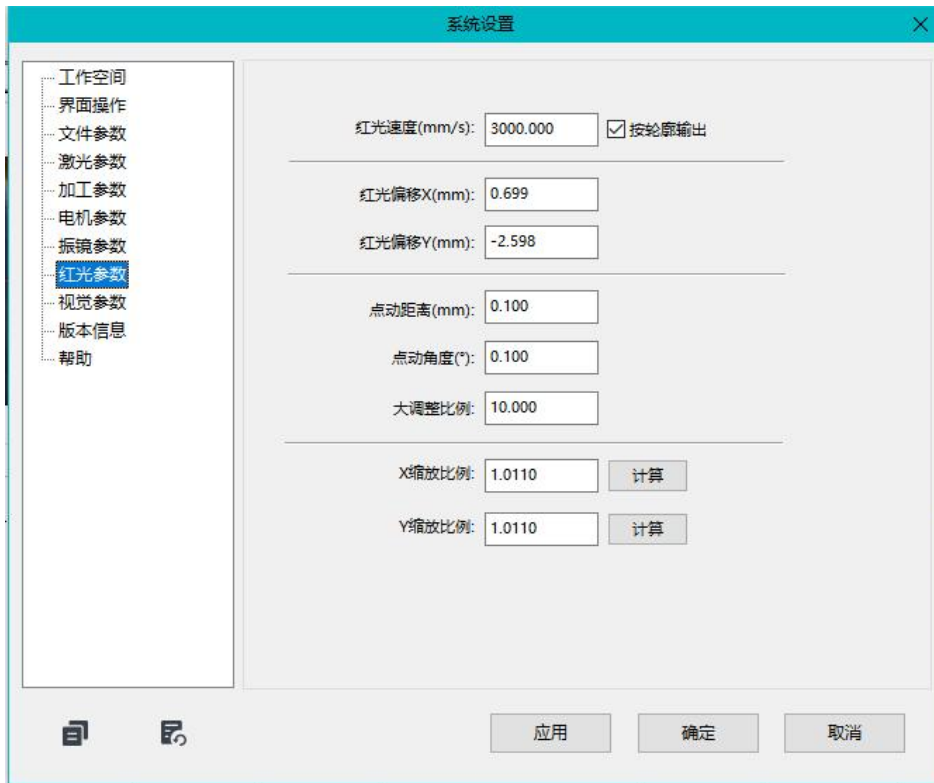 系统设置
工作空间
界面操作
文件参数
激光参数
加工参数
电机参数
振镜参数
红光参数
视觉参数
版本信息
帮助
红光速度(mm/s): 3000.000 按轮廓输出
红光偏移X(mm): 0.699
红光偏移Y(mm): -2.598
点动距离(mm): 0.100
点动角度(°): 0.100
大调整比例: 10.000
X缩放比例: 1.0110 计算
Y缩放比例: 1.0110 计算
应用 确定 取消